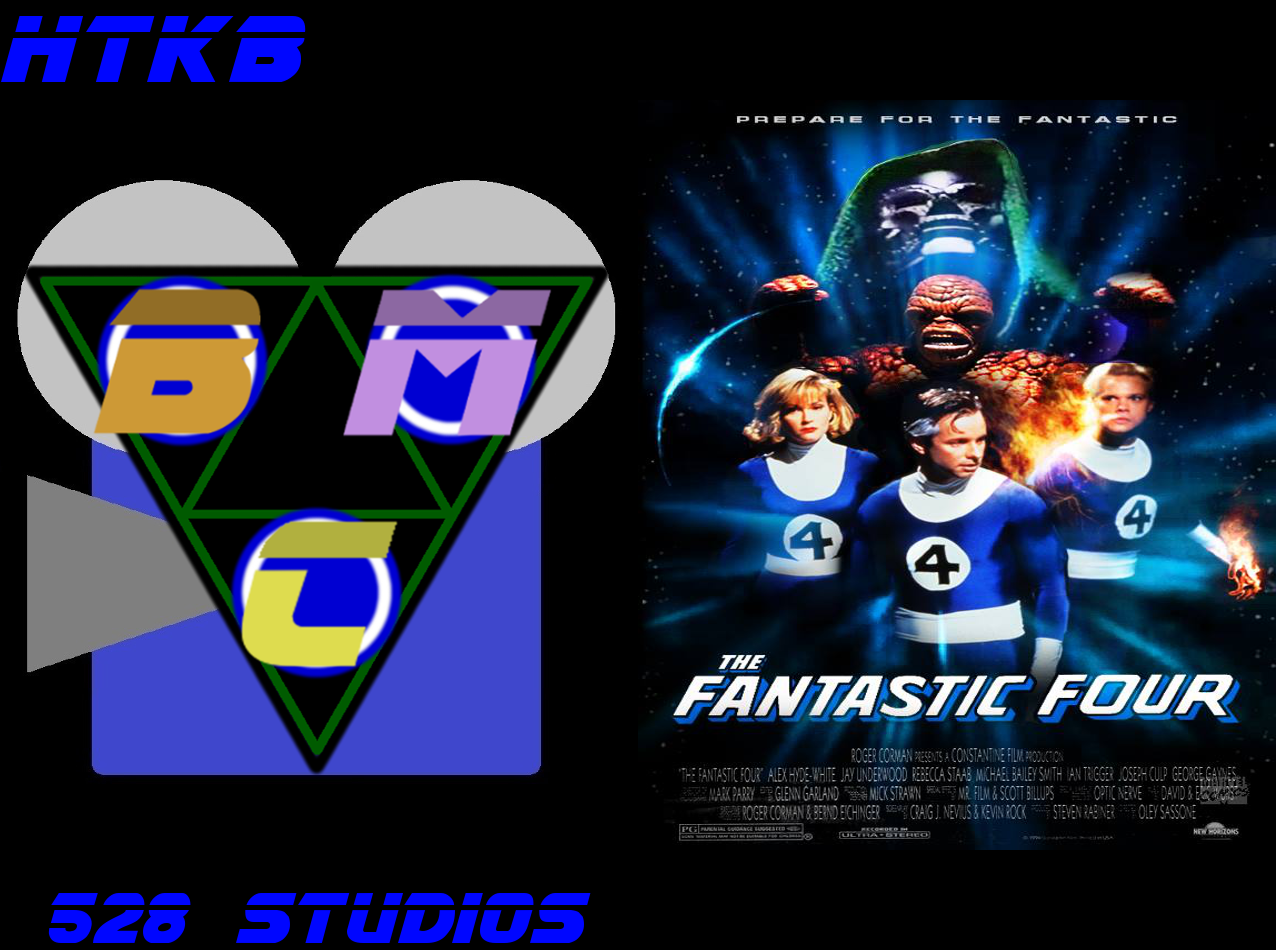 HTKB
B
M
C
528 STUDIOS
PREPARE FOR THE FANTASTIC
4
4
4
THE
FANTASTIC FOUR
ROGER CORMAN PRESENTS A CONSTANTINE FILM PRODUCTION
"THE FANTASTIC FOUR" ALEX HYDE-WHITE JAY UNDERWOOD REBECCA STAAB MICHAEL BAILEY SMITH IAN TRIGGER JOSEPH CULP GEORGE GAYNES
MARK PARRY GLENN GARLAND MICK STRAWN MR. FILM & SCOTT BILLUPS OPTIC NERVE DAVID &
ROGER CORMAN & BERND EICHINGER CRAIG J. NEVIUS & KEVIN ROCK STEVEN RABINER OLEY SASSONE
PG PARENTAL GUIDANCE SUGGESTED
RECORDED IN
ULTRA-STEREO
NEW HORIZONS